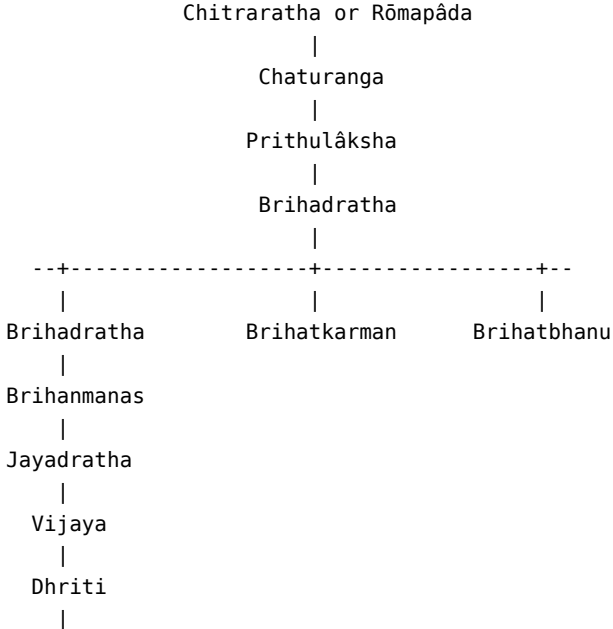 Chitraratha or Rōmapâda
|
Chaturanga
|
Prithulâksha
|
Brihadratha
|
--+-------------------+-----------------+--
| | |
Brihadratha Brihatkarman Brihatbhanu
|
Brihanmanas
|
Jayadratha
|
Vijaya
|
Dhriti
|